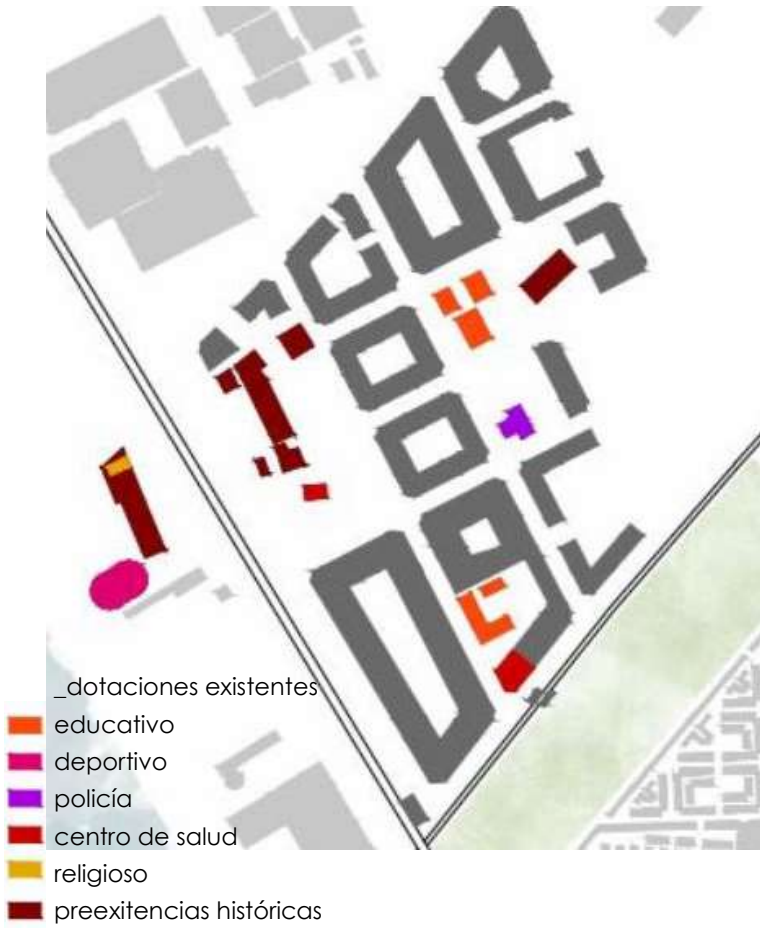 _dotaciones existentes
educativo
deportivo
policía
centro de salud
religioso
preexitencias históricas